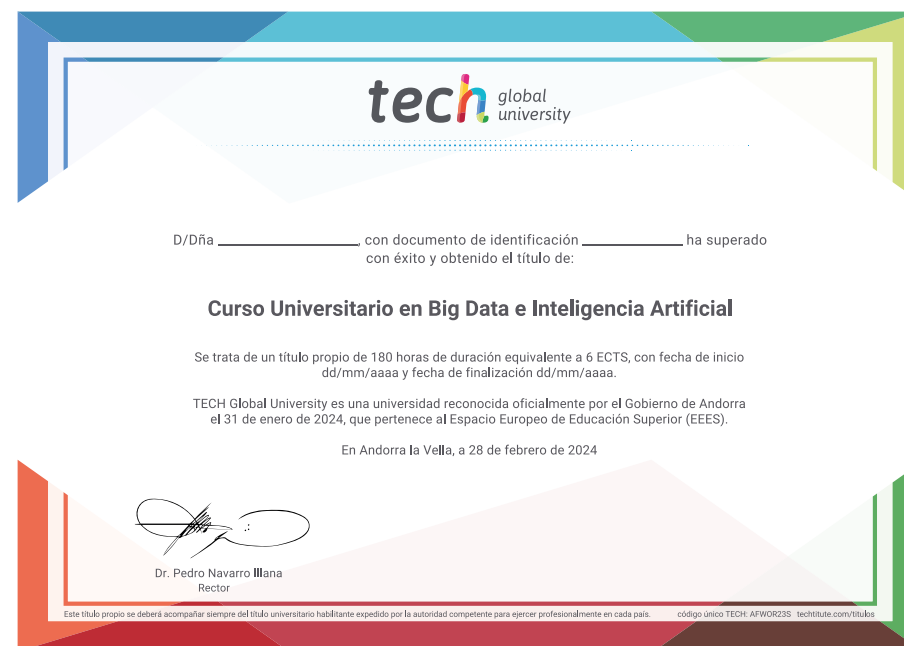 tech global university
D/Dña ____________________, con documento de identificación ______________ ha superado
con éxito y obtenido el título de:
Curso Universitario en Big Data e Inteligencia Artificial
Se trata de un título propio de 180 horas de duración equivalente a 6 ECTS, con fecha de inicio
dd/mm/aaaa y fecha de finalización dd/mm/aaaa.
TECH Global University es una universidad reconocida oficialmente por el Gobierno de Andorra
el 31 de enero de 2024, que pertenece al Espacio Europeo de Educación Superior (EEES).
En Andorra la Vella, a 28 de febrero de 2024
Dr. Pedro Navarro Illana
Rector
Este título propio se deberá acompañar siempre del título universitario habilitante expedido por la autoridad competente para ejercer profesionalmente en cada país. código único TECH: AFWOR23S techtitute.com/titulos